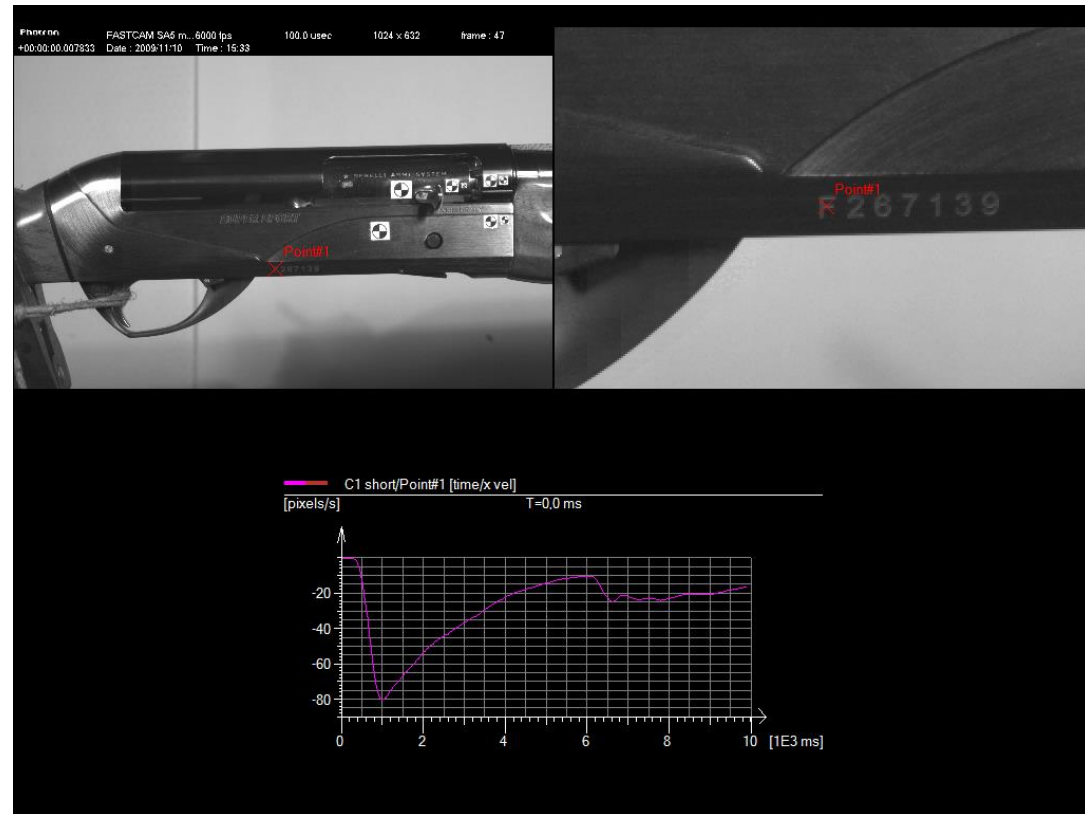 Photron FASTCAM SA5 m...6000 fps 100.0 usec 1024 x 632 frame : 47
+00:00:00.007833 Date : 2009/11/10 Time : 15:33
Point#1
267139
Point#1
F267139
C1 short/Point#1 [time/x vel]
[pixels/s] T=0,0 ms
-20
-40
-60
-80
0 2 4 6 8 10 [1E3 ms]